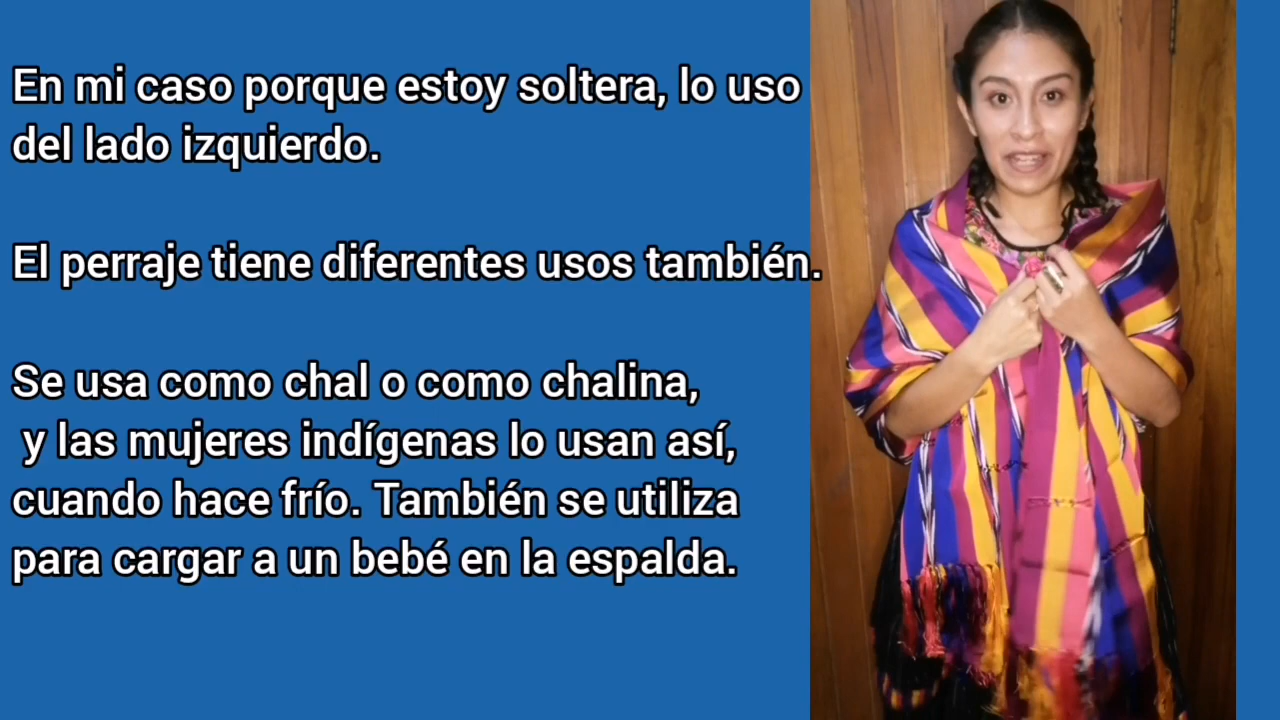 En mi caso porque estoy soltera, lo uso
del lado izquierdo.
El perraje tiene diferentes usos también.
Se usa como chal o como chalina,
y las mujeres indígenas lo usan así,
cuando hace frío. También se utiliza
para cargar a un bebé en la espalda.